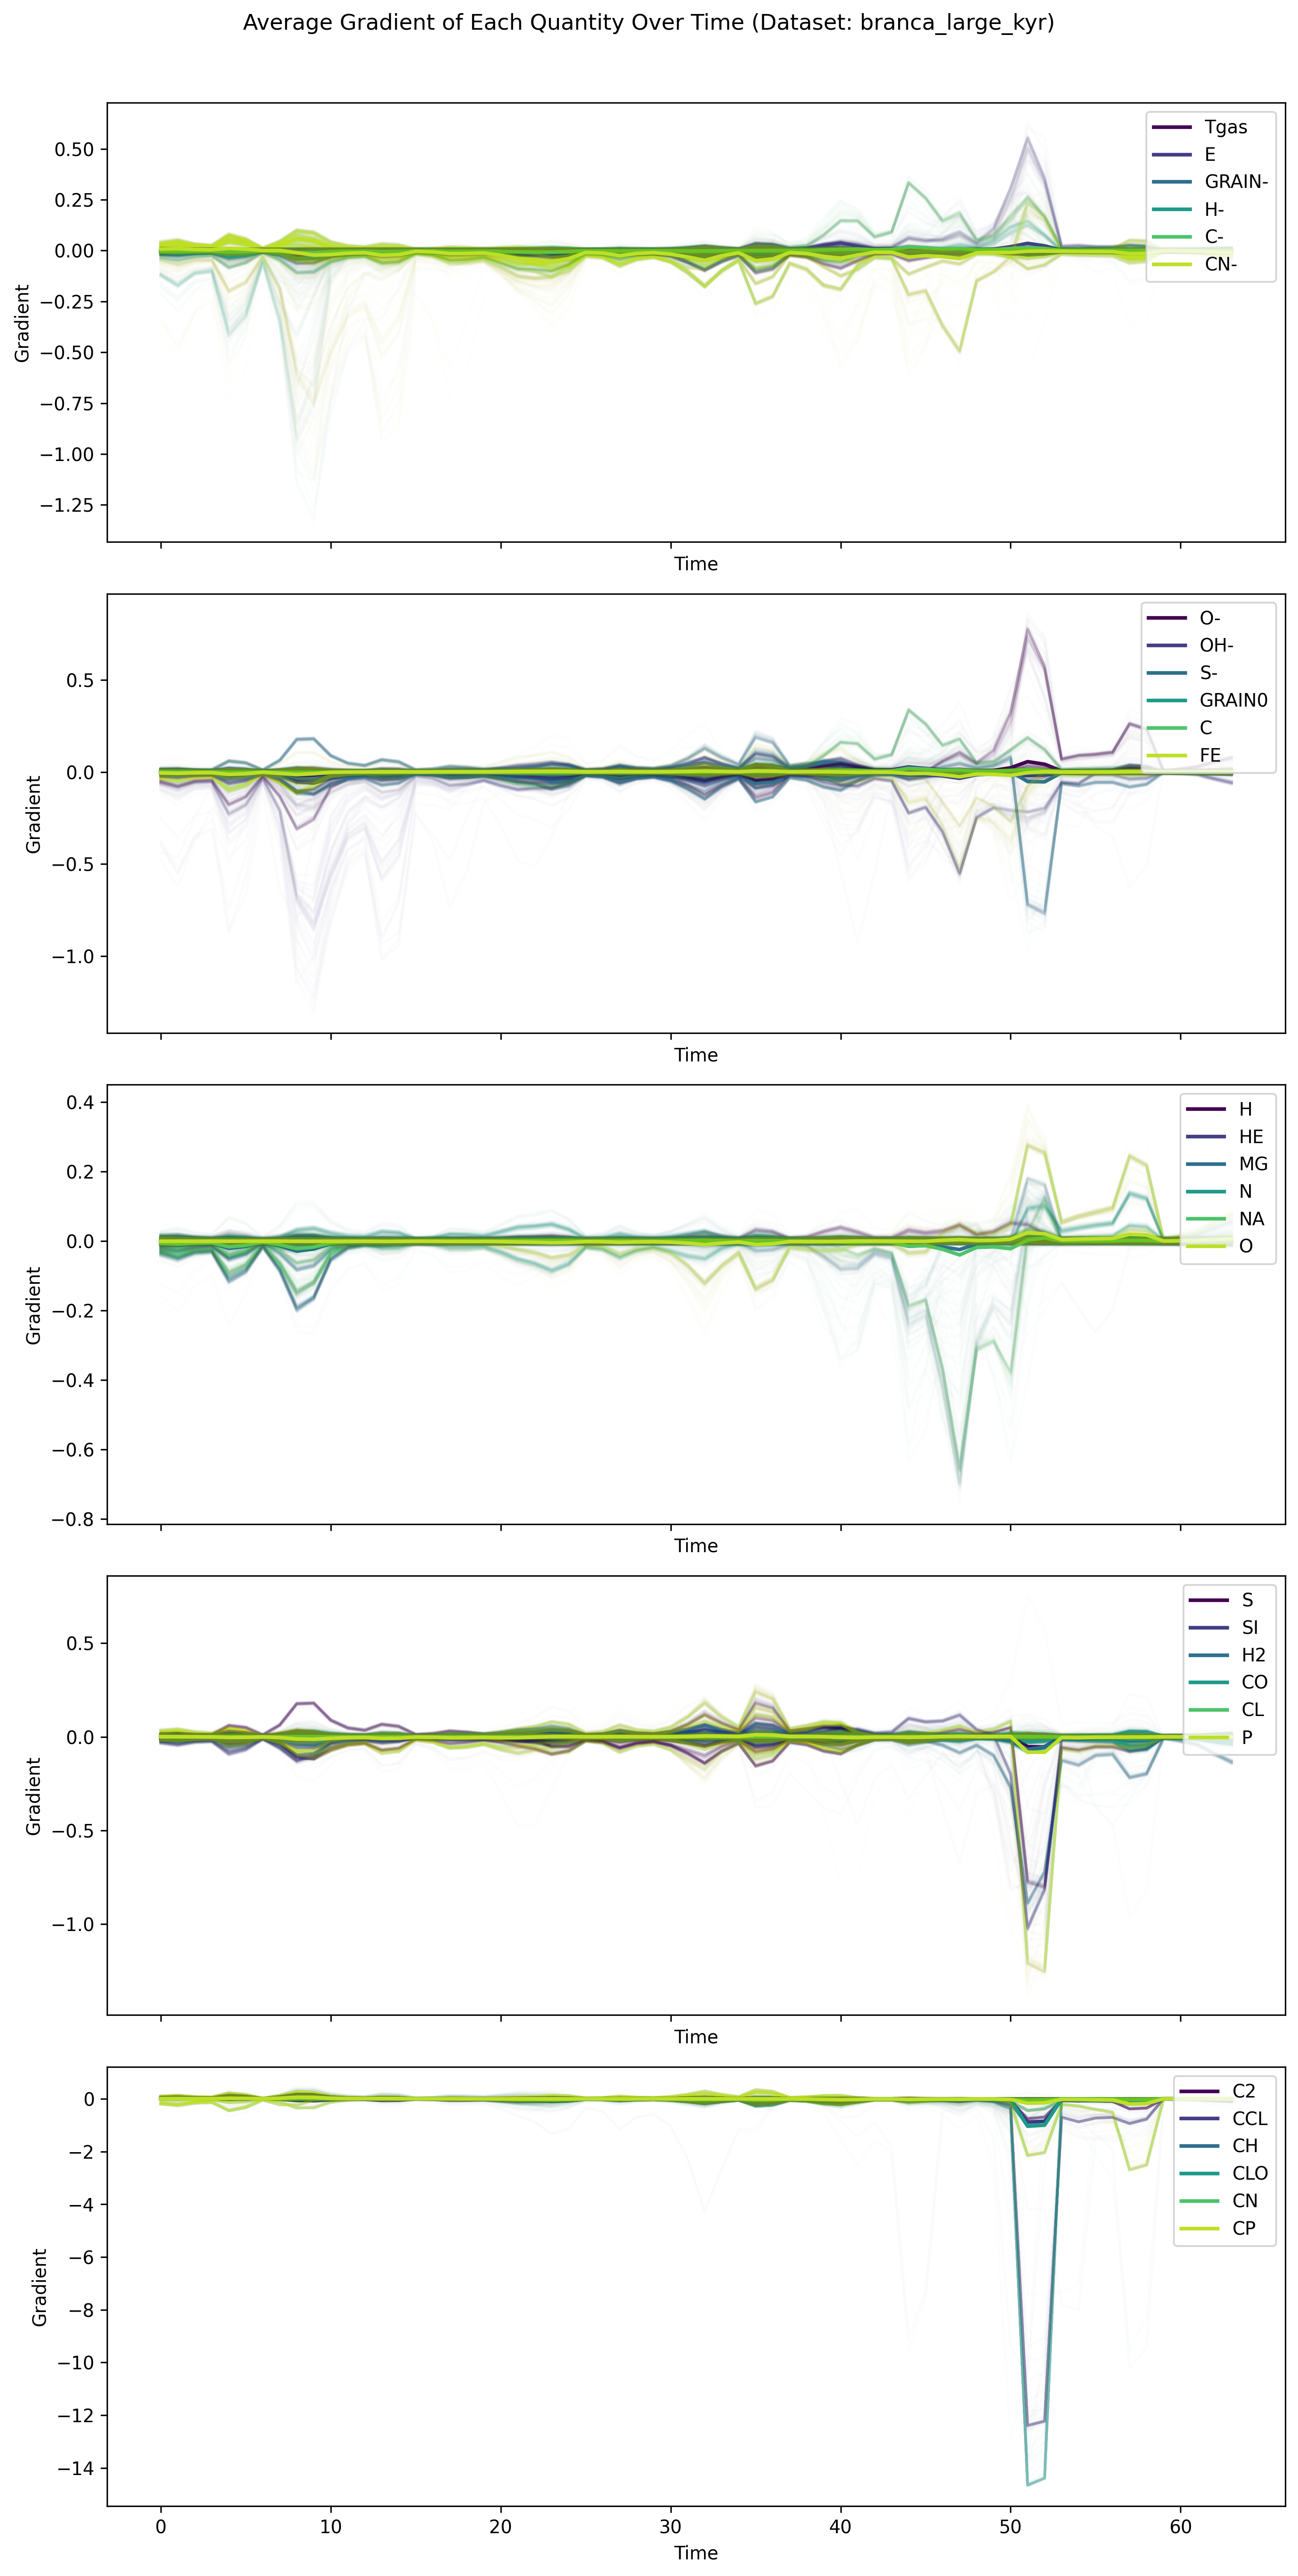 Average Gradient of Each Quantity Over Time (Dataset: branca_large_kyr)
0.50
0.25
0.00
−0.25
−0.50
−0.75
−1.00
−1.25
Gradient
Time
Tgas
E
GRAIN-
H-
C-
CN-
0.5
0.0
−0.5
−1.0
Gradient
Time
O-
OH-
S-
GRAIN0
C
FE
0.4
0.2
0.0
−0.2
−0.4
−0.6
−0.8
Gradient
Time
H
HE
MG
N
NA
O
0.5
0.0
−0.5
−1.0
Gradient
Time
S
SI
H2
CO
CL
P
0
−2
−4
−6
−8
−10
−12
−14
Gradient
C2
CCL
CH
CLO
CN
CP
0 10 20 30 40 50 60
Time